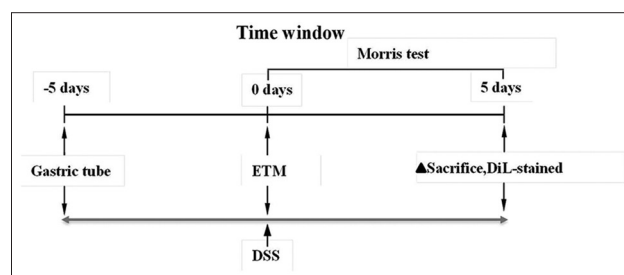 Time window
Morris test
-5 days 0 days 5 days
Gastric tube ETM ▲Sacrifice,DiL-stained
DSS